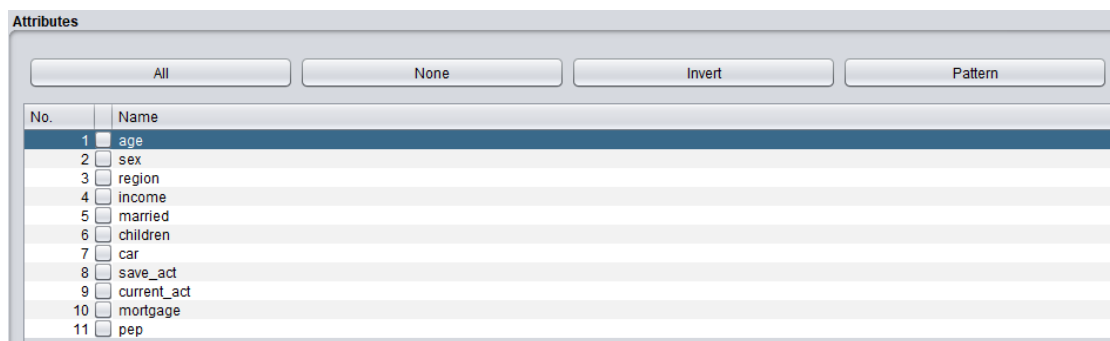 Attributes
All None Invert Pattern
No. Name
1 age
2 sex
3 region
4 income
5 married
6 children
7 car
8 save_act
9 current_act
10 mortgage
11 pep